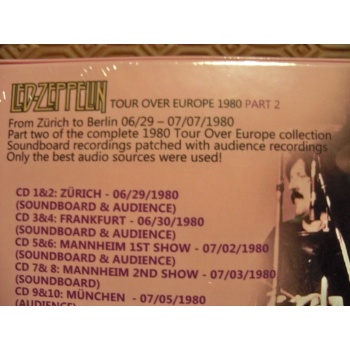 LED-ZEPPELIN TOUR OVER EUROPE 1980 PART 2
From Zürich to Berlin 06/29 – 07/07/1980
Part two of the complete 1980 Tour Over Europe collection
Soundboard recordings patched with audience recordings
Only the best audio sources were used!
CD 1&2: ZÜRICH - 06/29/1980
(SOUNDBOARD & AUDIENCE)
CD 3&4: FRANKFURT - 06/30/1980
(SOUNDBOARD & AUDIENCE)
CD 5&6: MANNHEIM 1ST SHOW - 07/02/1980
(SOUNDBOARD & AUDIENCE)
CD 7& 8: MANNHEIM 2ND SHOW - 07/03/1980
(SOUNDBOARD)
CD 9&10: MÜNCHEN - 07/05/1980
(AUDIENCE)